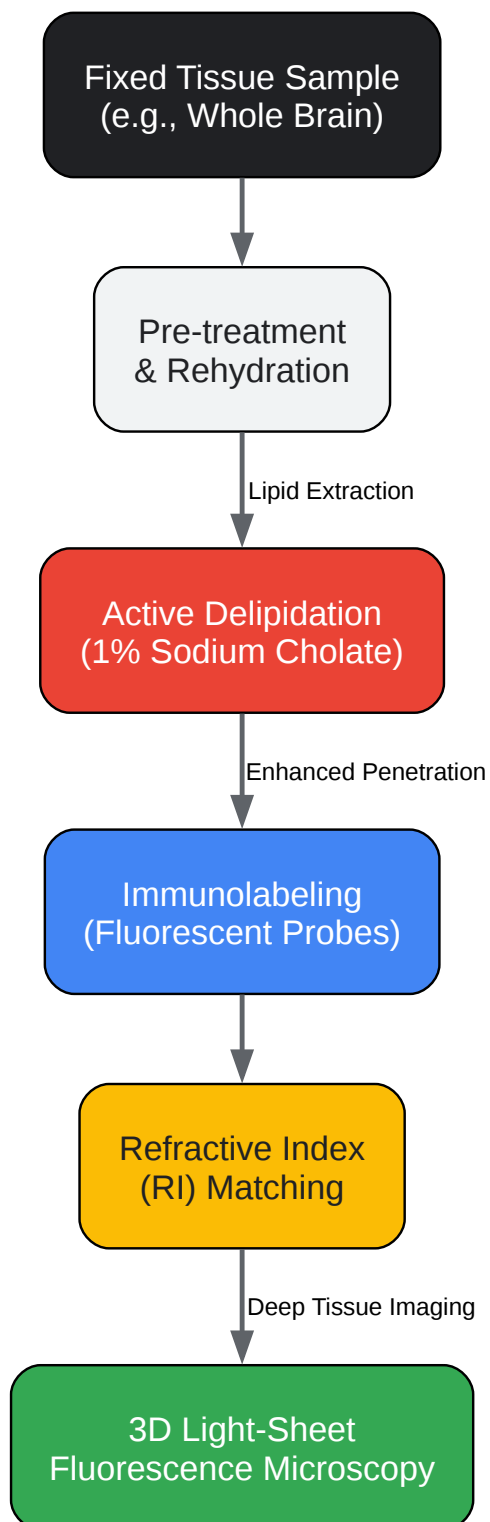 Fixed Tissue Sample
(e.g., Whole Brain)
Pre-treatment
& Rehydration
Lipid Extraction
Active Delipidation
(1% Sodium Cholate)
Enhanced Penetration
Immunolabeling
(Fluorescent Probes)
Refractive Index
(RI) Matching
Deep Tissue Imaging
3D Light-Sheet
Fluorescence Microscopy